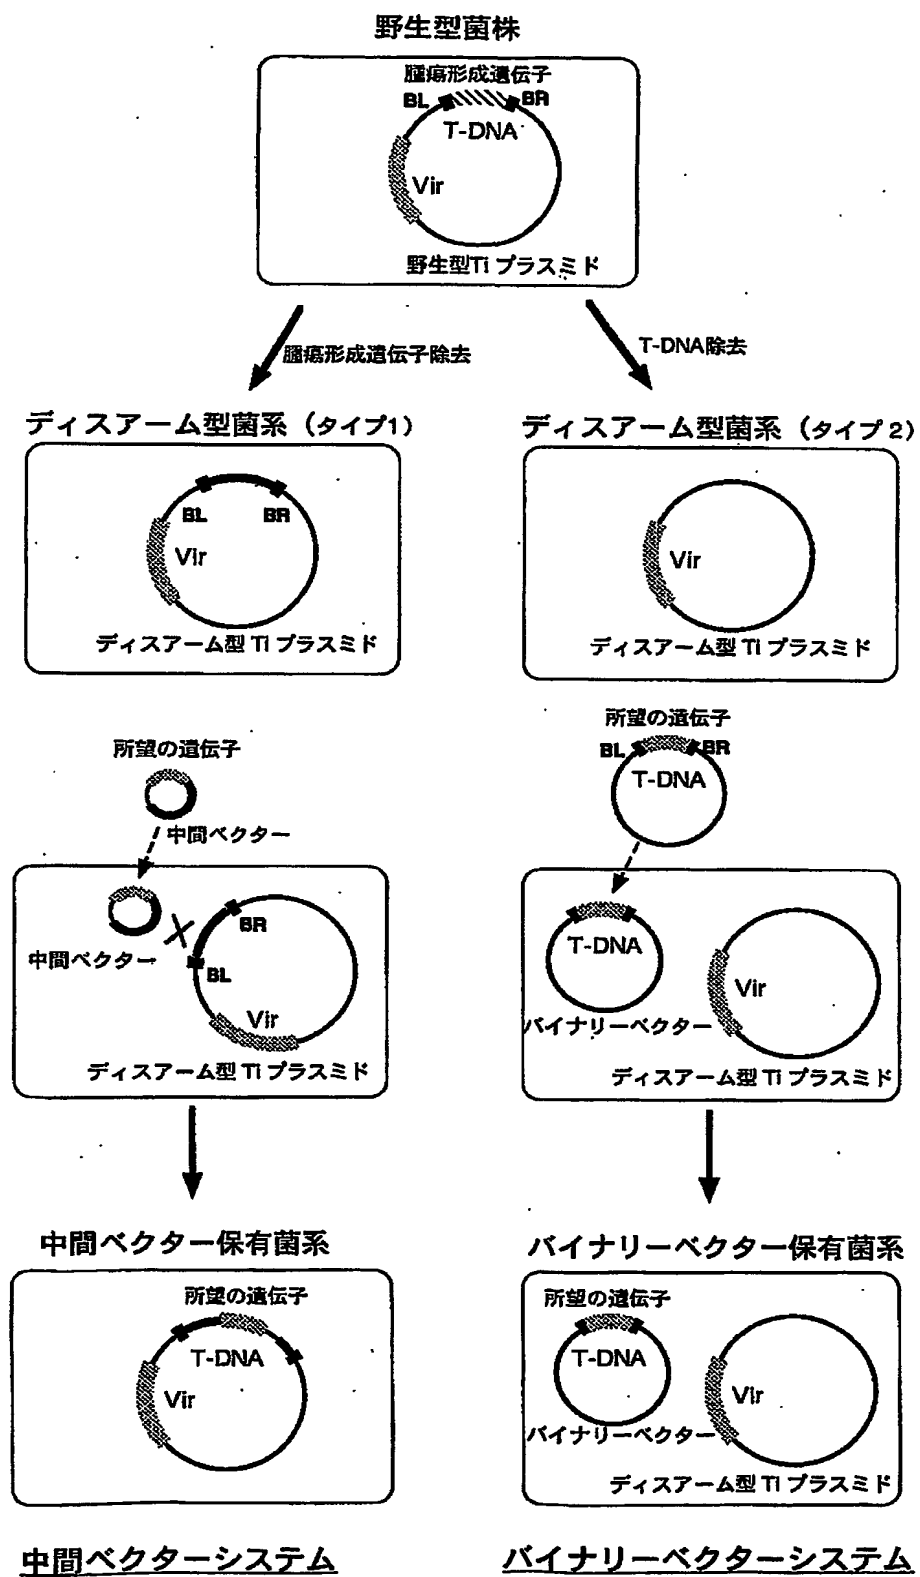 野生型菌株
腫瘍形成遺伝子
BL
BR
T-DNA
Vir
野生型Ti プラスミド
腫瘍形成遺伝子除去
T-DNA除去
ディスアーム型菌系 (タイプ1)
BL
BR
Vir
ディスアーム型 Ti プラスミド
ディスアーム型菌系 (タイプ 2)
Vir
ディスアーム型 Ti プラスミド
所望の遺伝子
中間ベクター
中間ベクター
BR
BL
Vir
ディスアーム型 Ti プラスミド
所望の遺伝子
BL
BR
T-DNA
T-DNA
バイナリーベクター
Vir
ディスアーム型 Ti プラスミド
中間ベクター保有菌系
所望の遺伝子
T-DNA
Vir
バイナリーベクター保有菌系
所望の遺伝子
T-DNA
バイナリーベクター
Vir
ディスアーム型 Ti プラスミド
中間ベクターシステム
バイナリーベクターシステム